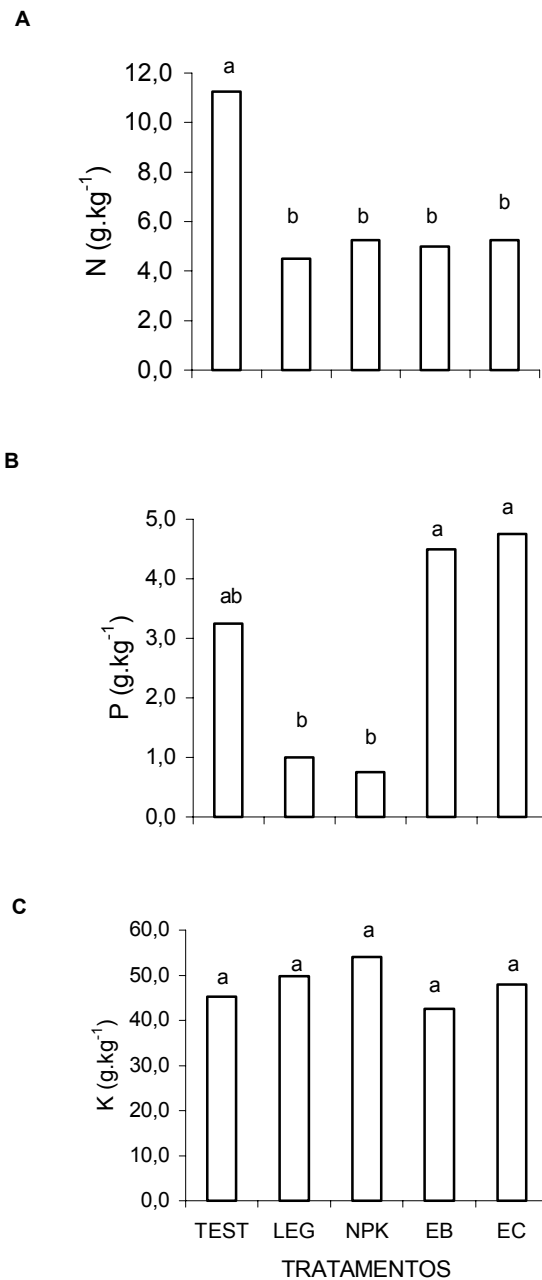 A
N (g.kg-1)
12,0
10,0
8,0
6,0
4,0
2,0
0,0
a
b
b
b
b
B
P (g.kg-1)
5,0
4,0
3,0
2,0
1,0
0,0
ab
b
b
a
a
C
K (g.kg-1)
60,0
50,0
40,0
30,0
20,0
10,0
0,0
a
a
a
a
a
TEST LEG NPK EB EC
TRATAMENTOS